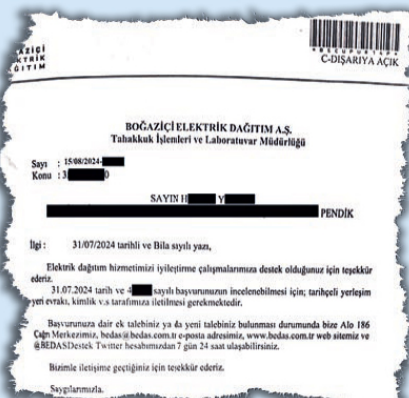 AZİÇİ
KTRİK
ĞITIM
C-DIŞARIYA AÇIK
BOĞAZİÇİ ELEKTRİK DAĞITIM A.Ş.
Tahakkuk İşlemleri ve Laboratuvar Müdürlüğü
Sayı : 15/08/2024-
Konu : 3 0
SAYIN H Y
PENDİK
İlgi : 31/07/2024 tarihli ve Bila sayılı yazı,
Elektrik dağıtım hizmetimizi iyileştirme çalışmalarımıza destek olduğunuz için teşekkür
ederiz.
31.07.2024 tarih ve 4 sayılı başvurunuzun incelenebilmesi için; tarihçeli yerleşim
yeri evrakı, kimlik v.s tarafımıza iletilmesi gerekmektedir.
Başvurunuza dair ek talebiniz ya da yeni talebiniz bulunması durumunda bize Alo 186
Çağrı Merkezimiz, bedas@bedas.com.tr e-posta adresimiz, www.bedas.com.tr web sitemiz ve
@BEDASDestek Twitter hesabımızdan 7 gün 24 saat ulaşabilirsiniz.
Bizimle iletişime geçtiğiniz için teşekkür ederiz.
Saygılarımızla.